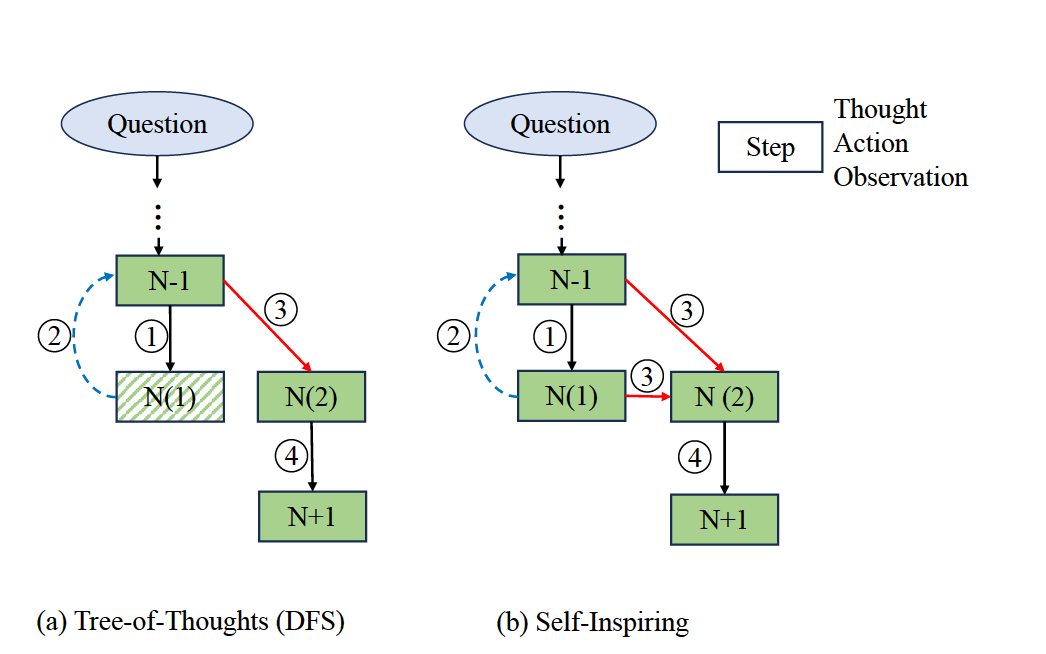 Question
N-1
②
①
③
N(1)
N(2)
④
N+1
(a) Tree-of-Thoughts (DFS)
Question
N-1
②
①
③
③
N(1)
N (2)
④
N+1
(b) Self-Inspiring
Step
Thought
Action
Observation